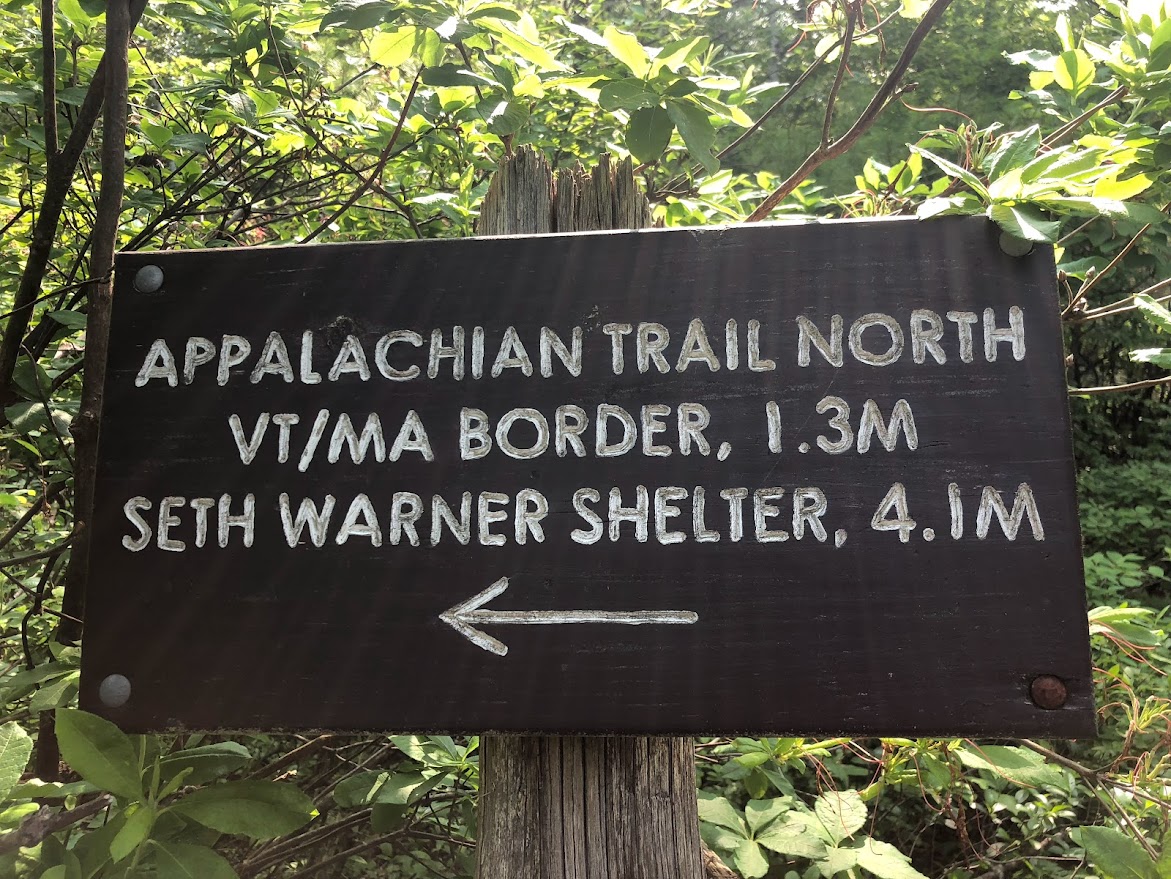 APPALACHIAN TRAIL NORTH
VT/MA BORDER, 1.3M
SETH WARNER SHELTER, 4.1M